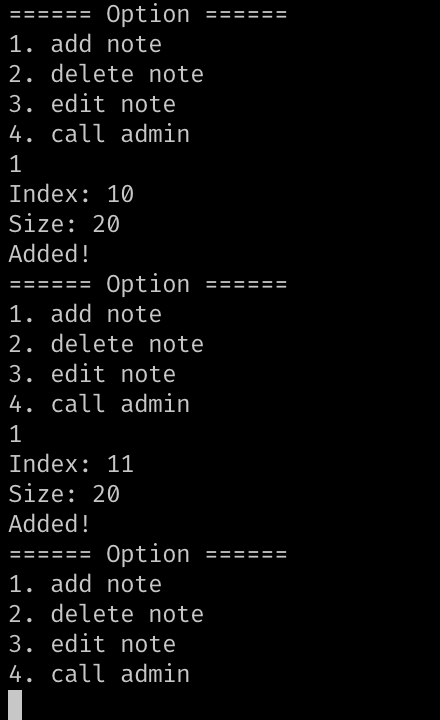 ====== Option ======
1. add note
2. delete note
3. edit note
4. call admin
1
Index: 10
Size: 20
Added!
====== Option ======
1. add note
2. delete note
3. edit note
4. call admin
1
Index: 11
Size: 20
Added!
====== Option ======
1. add note
2. delete note
3. edit note
4. call admin